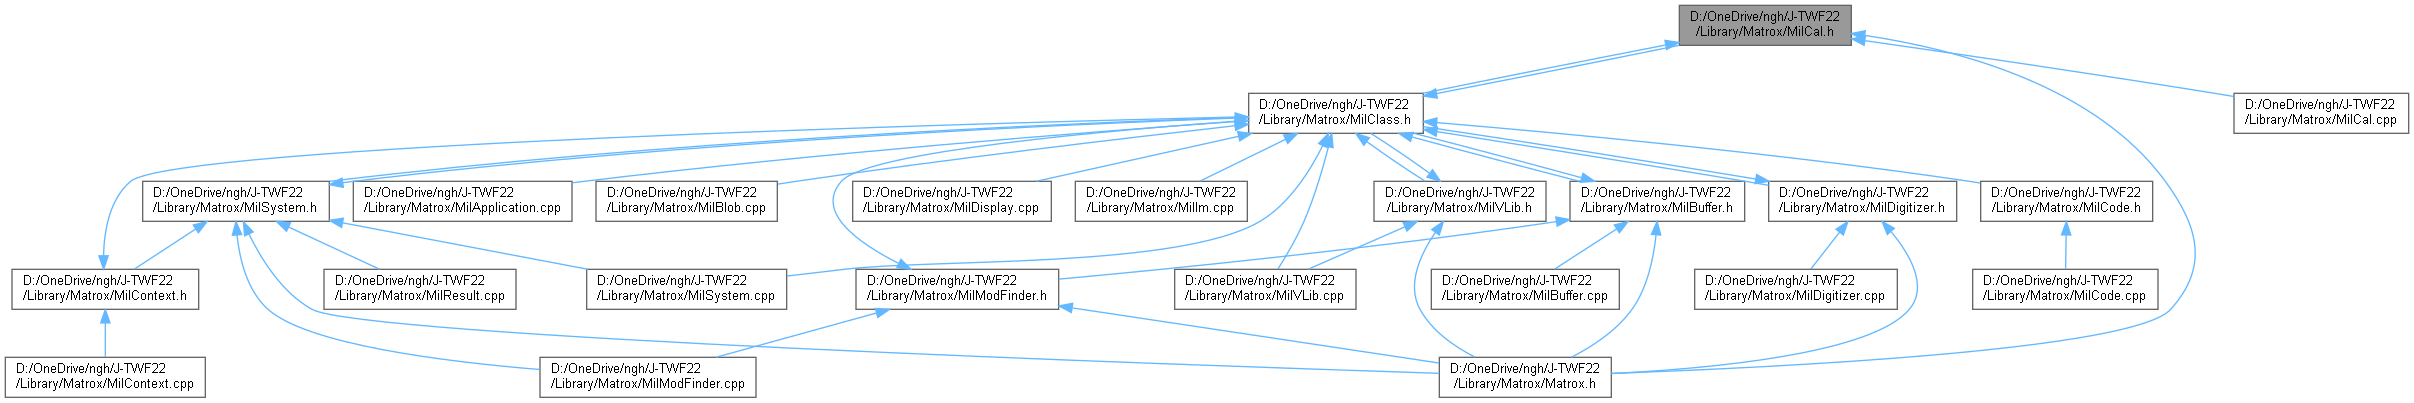 D:/OneDrive/ngh/J-TWF22
/Library/Matrox/MilCal.h
D:/OneDrive/ngh/J-TWF22
/Library/Matrox/MilClass.h
D:/OneDrive/ngh/J-TWF22
/Library/Matrox/MilCal.cpp
D:/OneDrive/ngh/J-TWF22
/Library/Matrox/MilSystem.h
D:/OneDrive/ngh/J-TWF22
/Library/Matrox/MilApplication.cpp
D:/OneDrive/ngh/J-TWF22
/Library/Matrox/MilBlob.cpp
D:/OneDrive/ngh/J-TWF22
/Library/Matrox/MilDisplay.cpp
D:/OneDrive/ngh/J-TWF22
/Library/Matrox/MilIm.cpp
D:/OneDrive/ngh/J-TWF22
/Library/Matrox/MilVLib.h
D:/OneDrive/ngh/J-TWF22
/Library/Matrox/MilBuffer.h
D:/OneDrive/ngh/J-TWF22
/Library/Matrox/MilDigitizer.h
D:/OneDrive/ngh/J-TWF22
/Library/Matrox/MilCode.h
D:/OneDrive/ngh/J-TWF22
/Library/Matrox/MilContext.h
D:/OneDrive/ngh/J-TWF22
/Library/Matrox/MilResult.cpp
D:/OneDrive/ngh/J-TWF22
/Library/Matrox/MilSystem.cpp
D:/OneDrive/ngh/J-TWF22
/Library/Matrox/MilModFinder.h
D:/OneDrive/ngh/J-TWF22
/Library/Matrox/MilVLib.cpp
D:/OneDrive/ngh/J-TWF22
/Library/Matrox/MilBuffer.cpp
D:/OneDrive/ngh/J-TWF22
/Library/Matrox/MilDigitizer.cpp
D:/OneDrive/ngh/J-TWF22
/Library/Matrox/MilCode.cpp
D:/OneDrive/ngh/J-TWF22
/Library/Matrox/MilContext.cpp
D:/OneDrive/ngh/J-TWF22
/Library/Matrox/MilModFinder.cpp
D:/OneDrive/ngh/J-TWF22
/Library/Matrox/Matrox.h